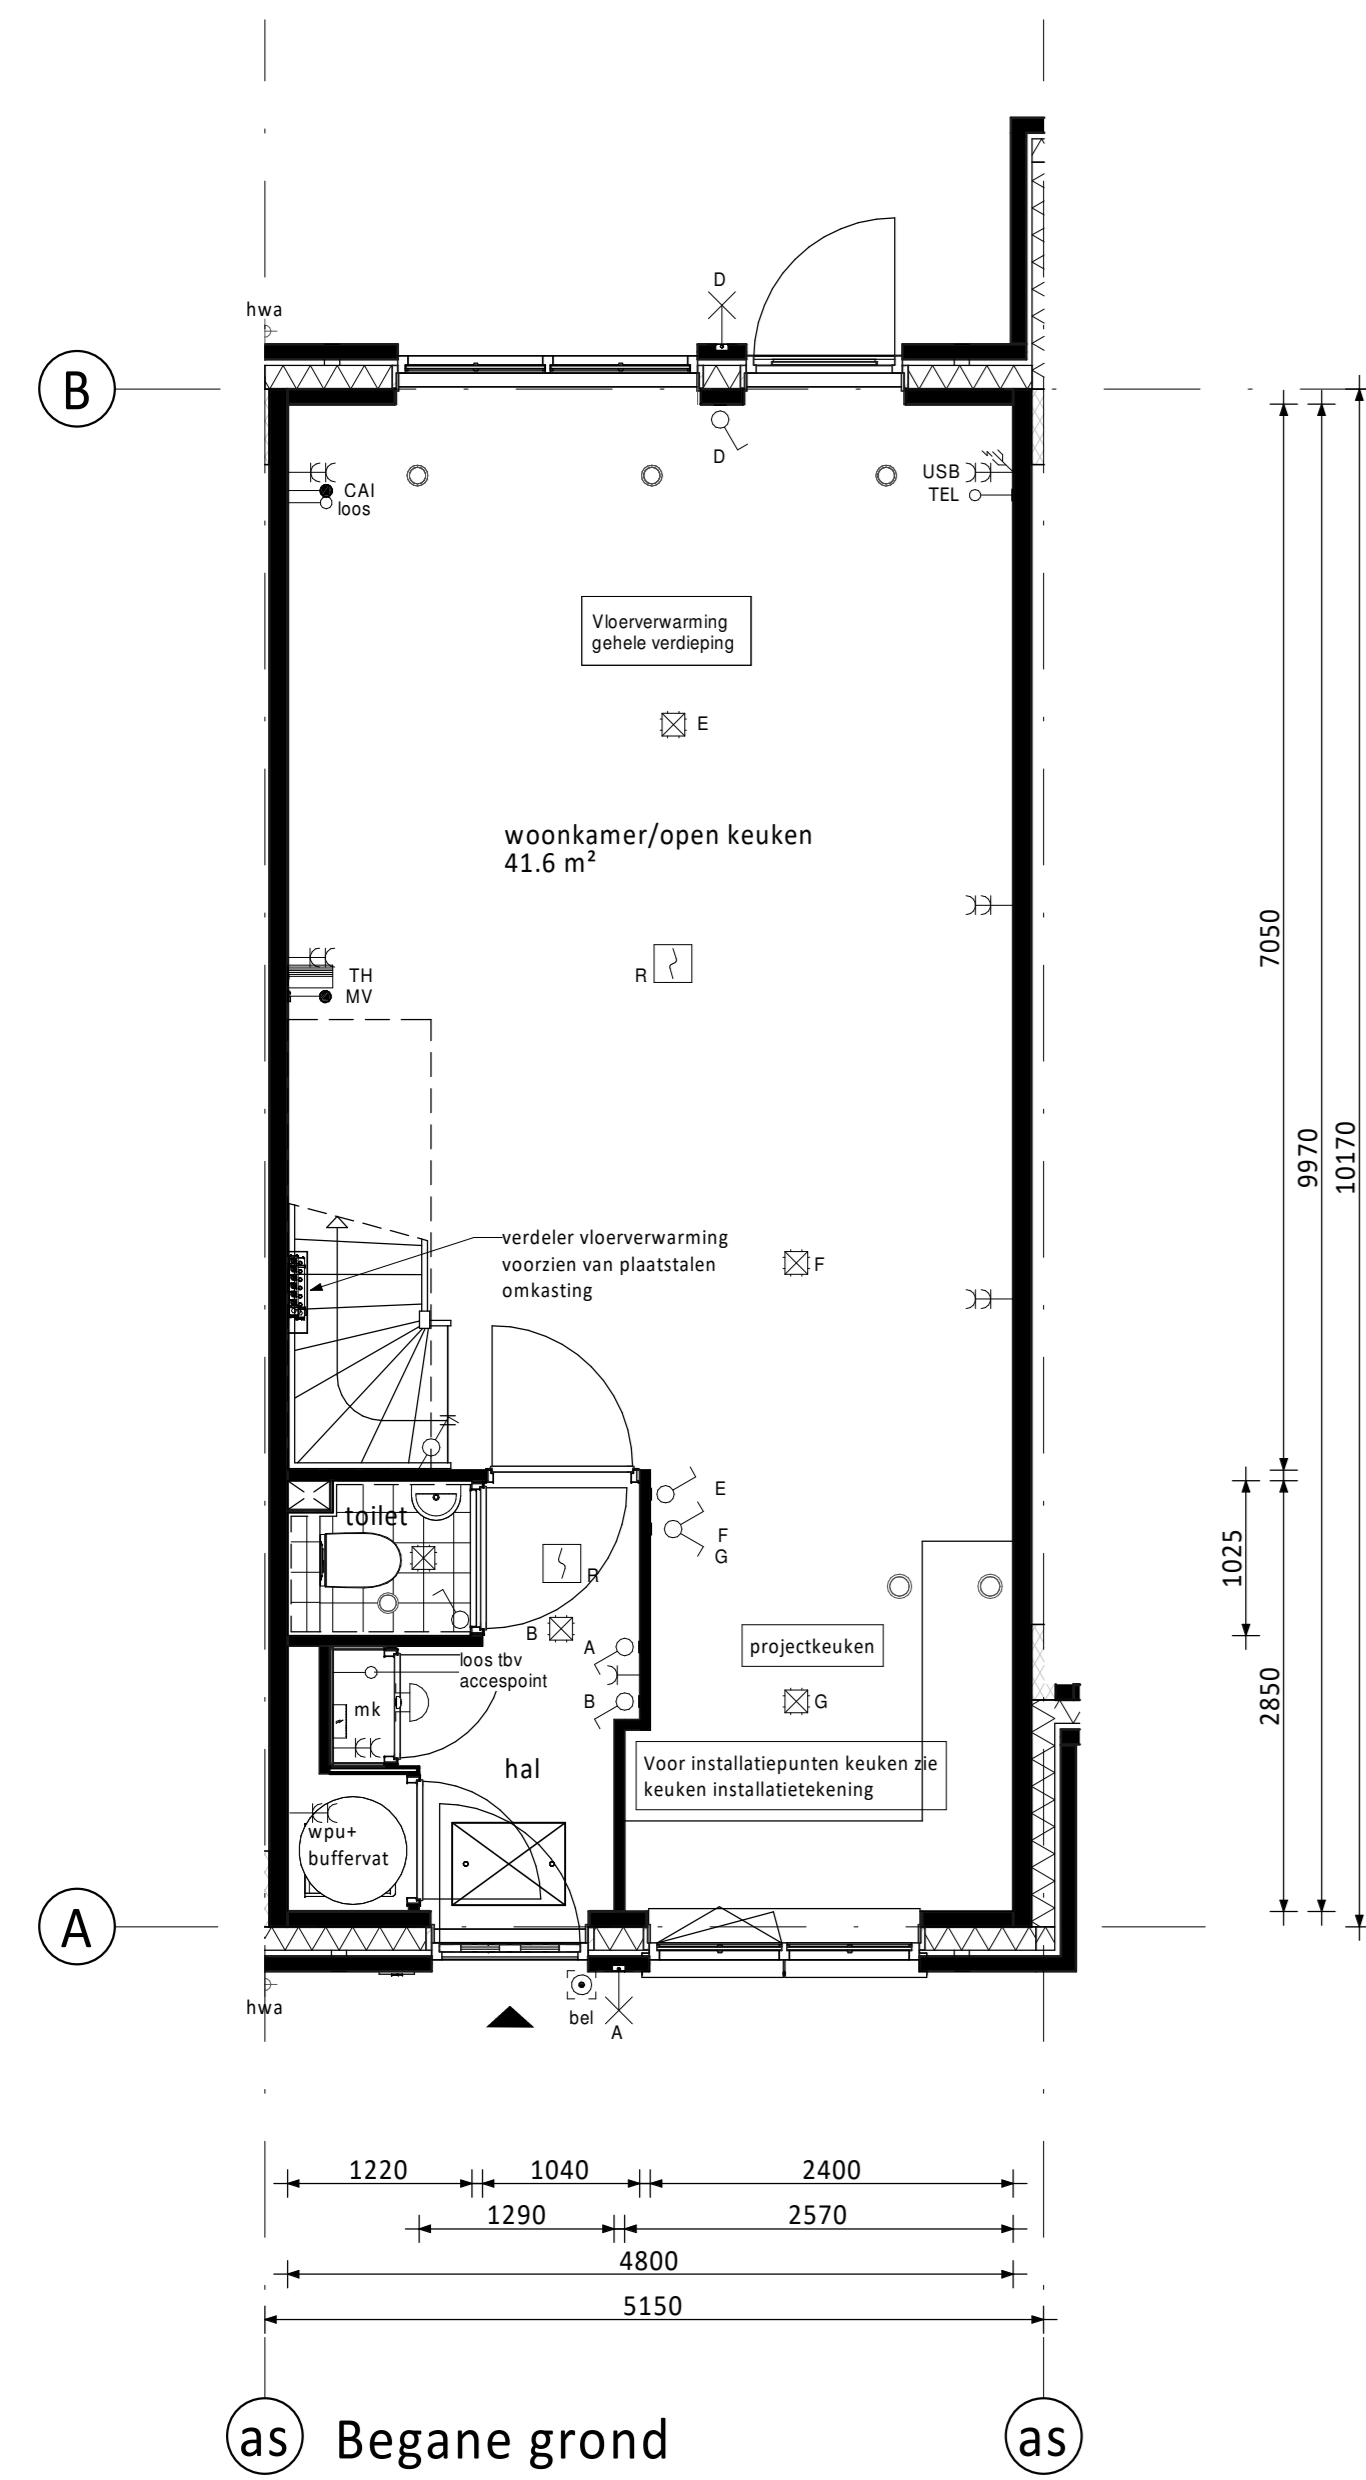 D
hwa
B
D
CAI
loos
USB
TEL
Vloerverwarming
gehele verdieping
E
woonkamer/open keuken
41.6 m²
R
TH
MV
7050
9970
10170
verdeler vloerverwarming
voorzien van plaatstalen
omkasting
F
E
F
G
toilet
R
B
A
B
1025
2850
projectkeuken
G
loos tbv
accespoint
mk
hal
Voor installatiepunten keuken zie
keuken installatietekening
wpu+
buffervat
A
hwa
bel
A
1220
1040
2400
1290
2570
4800
5150
as
Begane grond
as